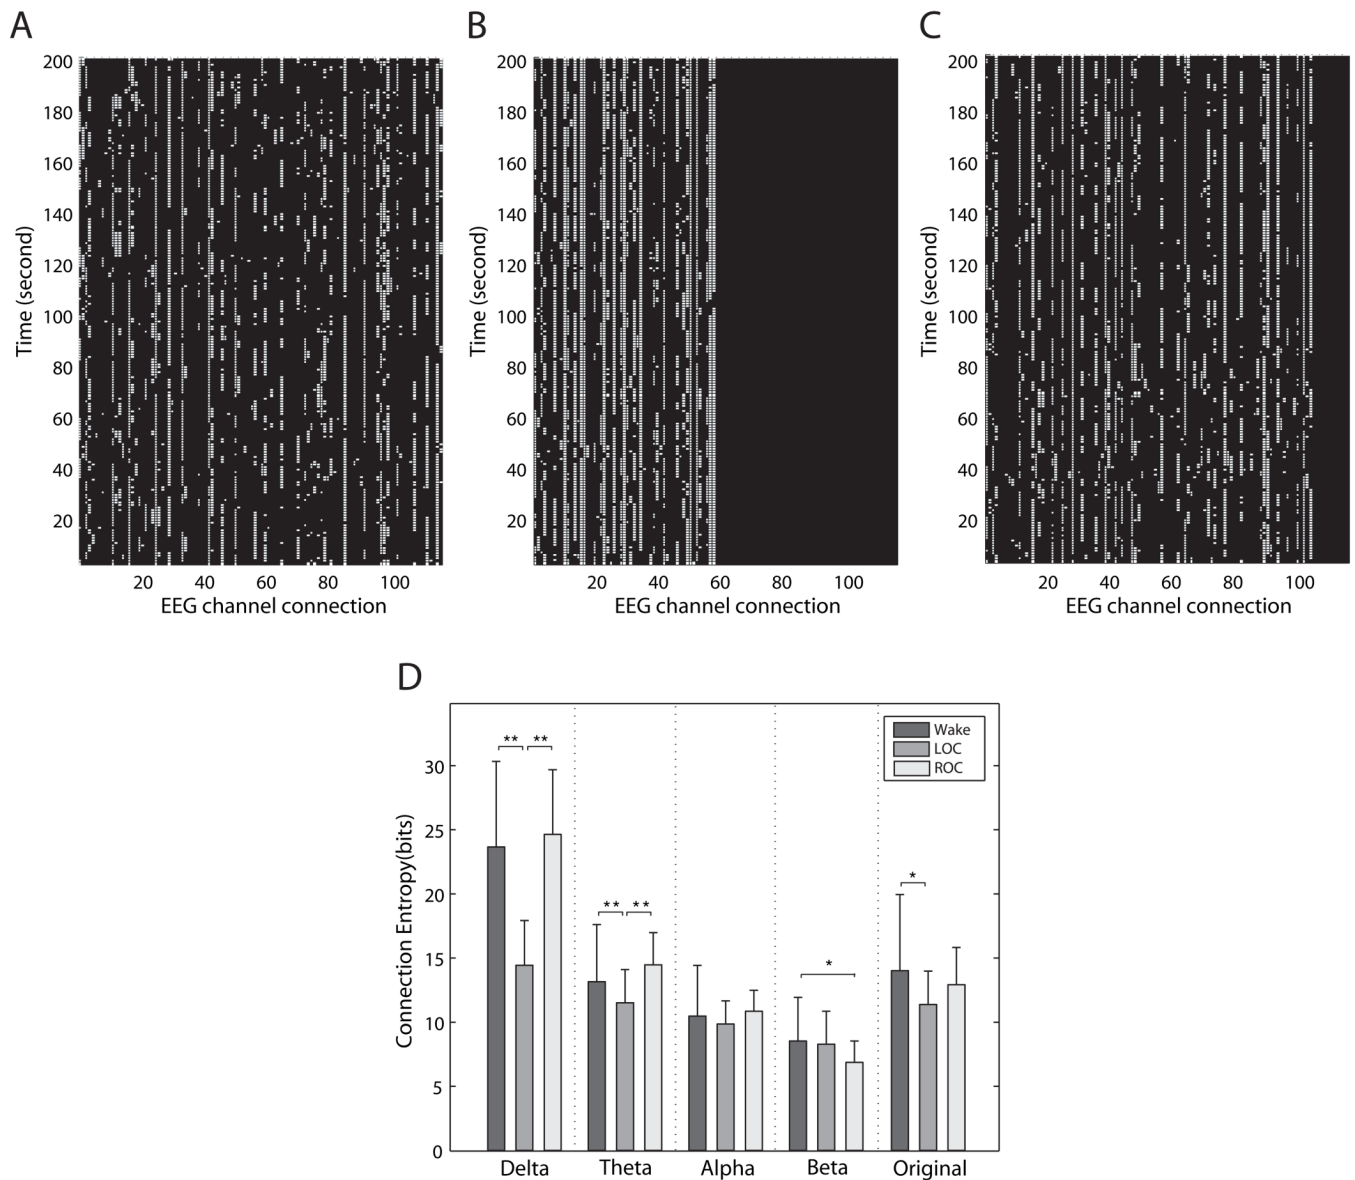 A
B
C
200
180
160
140
120
100
80
60
40
20
Time (second)
20 40 60 80 100
EEG channel connection
200
180
160
140
120
100
80
60
40
20
Time (second)
20 40 60 80 100
EEG channel connection
200
180
160
140
120
100
80
60
40
20
Time (second)
20 40 60 80 100
EEG channel connection
D
Connection Entropy(bits)
30
25
20
15
10
5
0
** **
** **
*
*
Wake
LOC
ROC
Delta Theta Alpha Beta Original